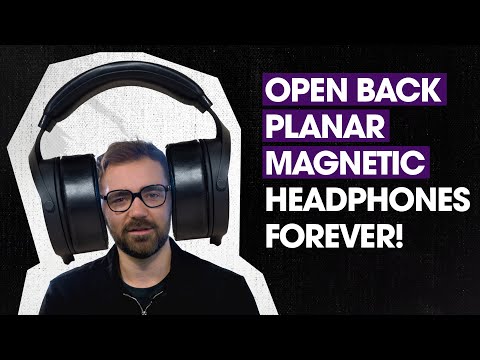 OPEN BACK
PLANAR
MAGNETIC
HEADPHONES
FOREVER!